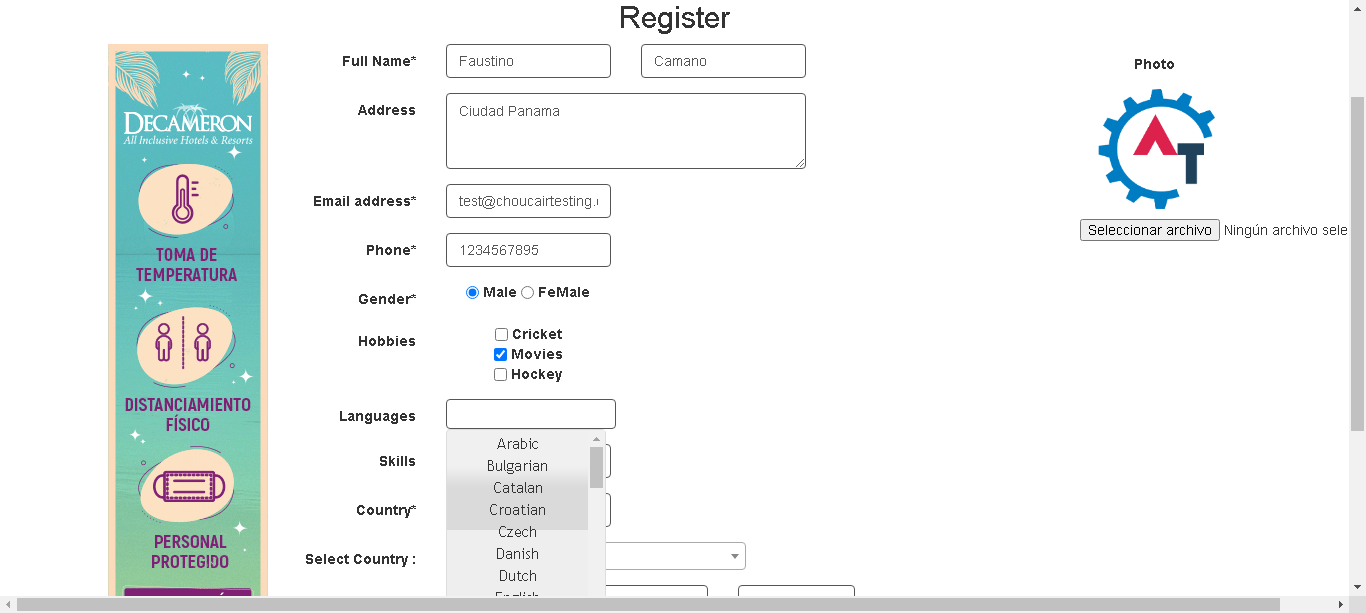 Register
DECAMERON
All Inclusive Hotels & Resorts
TOMA DE
TEMPERATURA
DISTANCIAMIENTO
FÍSICO
PERSONAL
PROTEGIDO
Full Name*
Faustino
Camano
Address
Ciudad Panama
Email address*
test@choucairtesting.
Phone*
1234567895
Gender*
Male
FeMale
Hobbies
Cricket
Movies
Hockey
Languages
Arabic
Bulgarian
Catalan
Croatian
Czech
Danish
Dutch
English
Skills
Country*
Select Country :
Photo
AT
Seleccionar archivo
Ningún archivo sele